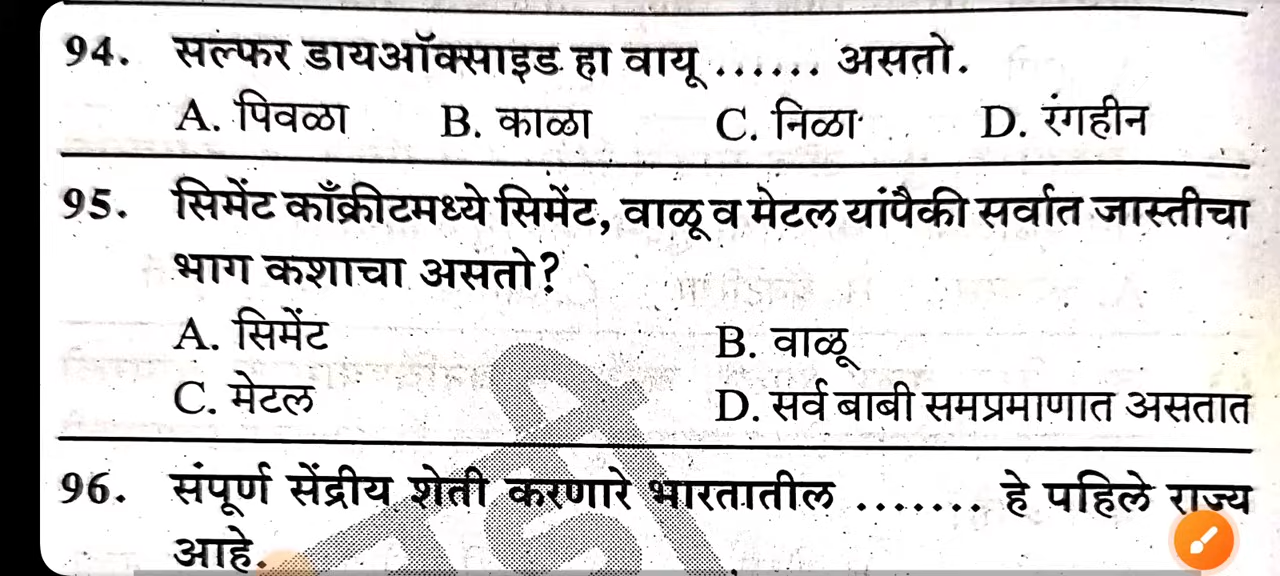 94. सल्फर डायऑक्साइड हा वायू ...... असतो.
A. पिवळा B. काळा C. निळा D. रंगहीन
95. सिमेंट काँक्रीटमध्ये सिमेंट, वाळू व मेटल यांपैकी सर्वात जास्तीचा
भाग कशाचा असतो?
A. सिमेंट B. वाळू
C. मेटल D. सर्व बाबी समप्रमाणात असतात
96. संपूर्ण सेंद्रीय शेती करणारे भारतातील ....... हे पहिले राज्य
आहे.